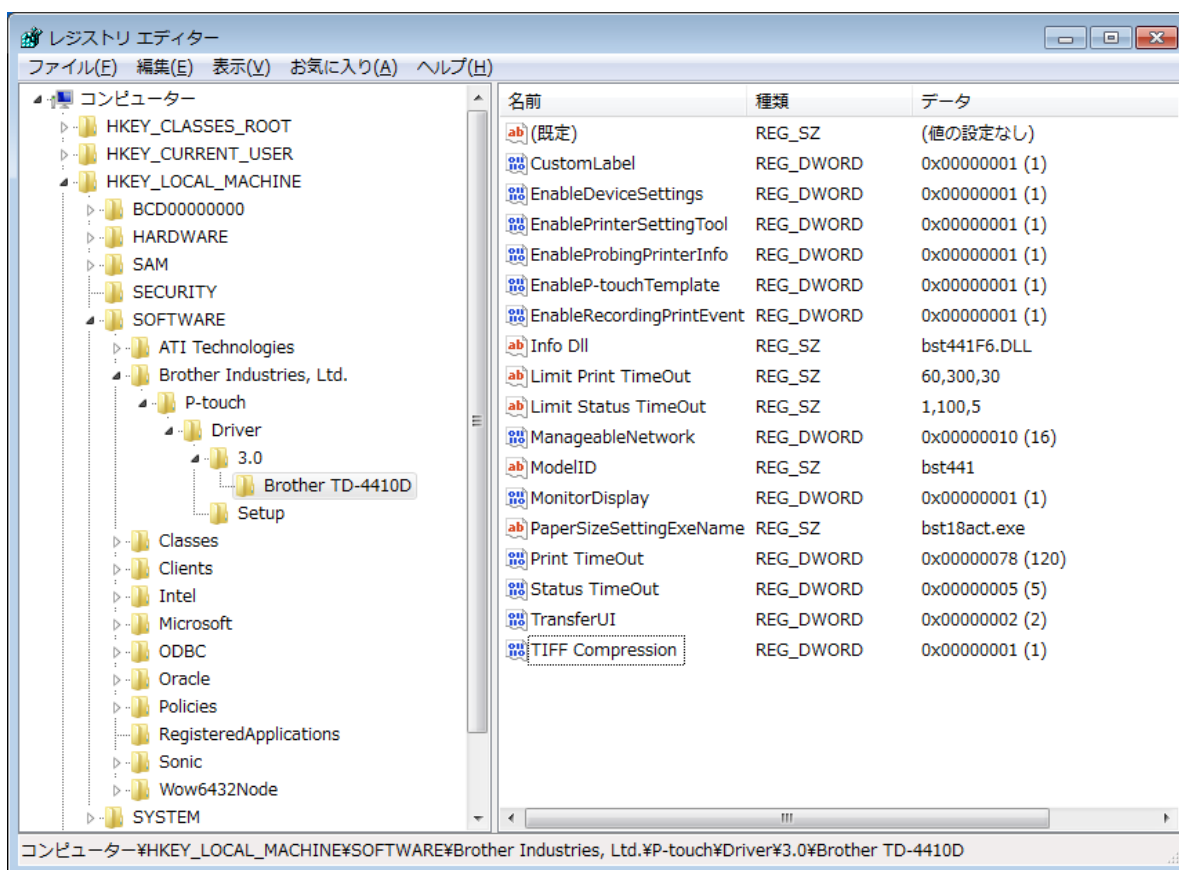 レジストリ エディター
ファイル(F) 編集(E) 表示(V) お気に入り(A) ヘルプ(H)
コンピューター
HKEY_CLASSES_ROOT
HKEY_CURRENT_USER
HKEY_LOCAL_MACHINE
BCD00000000
HARDWARE
SAM
SECURITY
SOFTWARE
ATI Technologies
Brother Industries, Ltd.
P-touch
Driver
3.0
Brother TD-4410D
Setup
Classes
Clients
Intel
Microsoft
ODBC
Oracle
Policies
RegisteredApplications
Sonic
Wow6432Node
SYSTEM
名前 種類 データ
(既定) REG_SZ (値の設定なし)
CustomLabel REG_DWORD 0x00000001 (1)
EnableDeviceSettings REG_DWORD 0x00000001 (1)
EnablePrinterSettingTool REG_DWORD 0x00000001 (1)
EnableProbingPrinterInfo REG_DWORD 0x00000001 (1)
EnableP-touchTemplate REG_DWORD 0x00000001 (1)
EnableRecordingPrintEvent REG_DWORD 0x00000001 (1)
Info Dll REG_SZ bst441F6.DLL
Limit Print TimeOut REG_SZ 60,300,30
Limit Status TimeOut REG_SZ 1,100,5
ManageableNetwork REG_DWORD 0x00000010 (16)
ModelID REG_SZ bst441
MonitorDisplay REG_DWORD 0x00000001 (1)
PaperSizeSettingExeName REG_SZ bst18act.exe
Print TimeOut REG_DWORD 0x00000078 (120)
Status TimeOut REG_DWORD 0x00000005 (5)
TransferUI REG_DWORD 0x00000002 (2)
TIFF Compression REG_DWORD 0x00000001 (1)
コンピューター¥HKEY_LOCAL_MACHINE¥SOFTWARE¥Brother Industries, Ltd.¥P-touch¥Driver¥3.0¥Brother TD-4410D